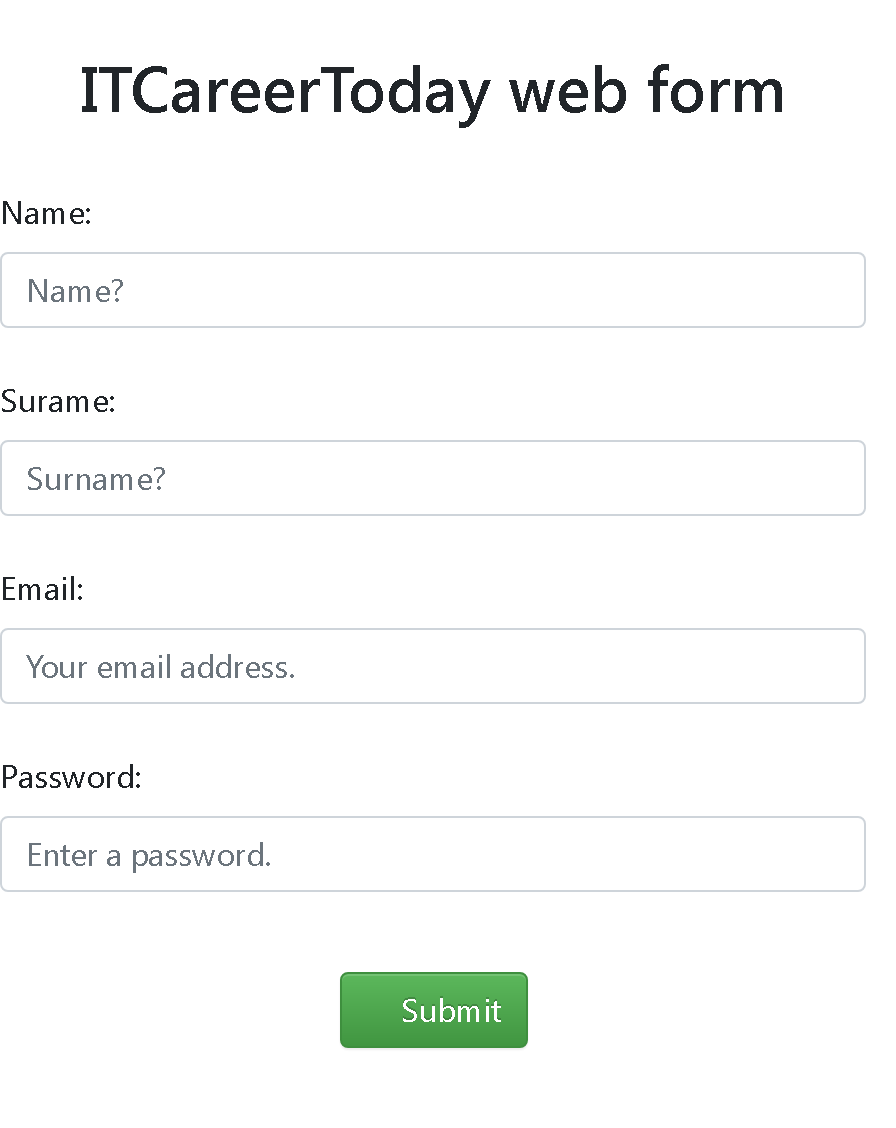 ITCareerToday web form
Name:
Name?
Surame:
Surname?
Email:
Your email address.
Password:
Enter a password.
Submit